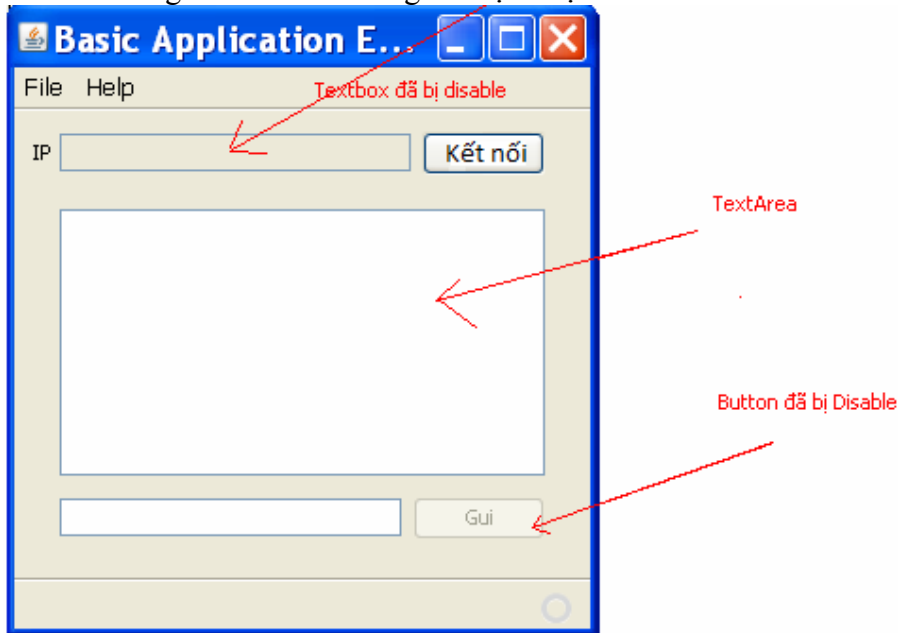 Basic Application E...
File Help
Textbox đã bị disable
IP
Kết nối
TextArea
Button đã bị Disable
Gui